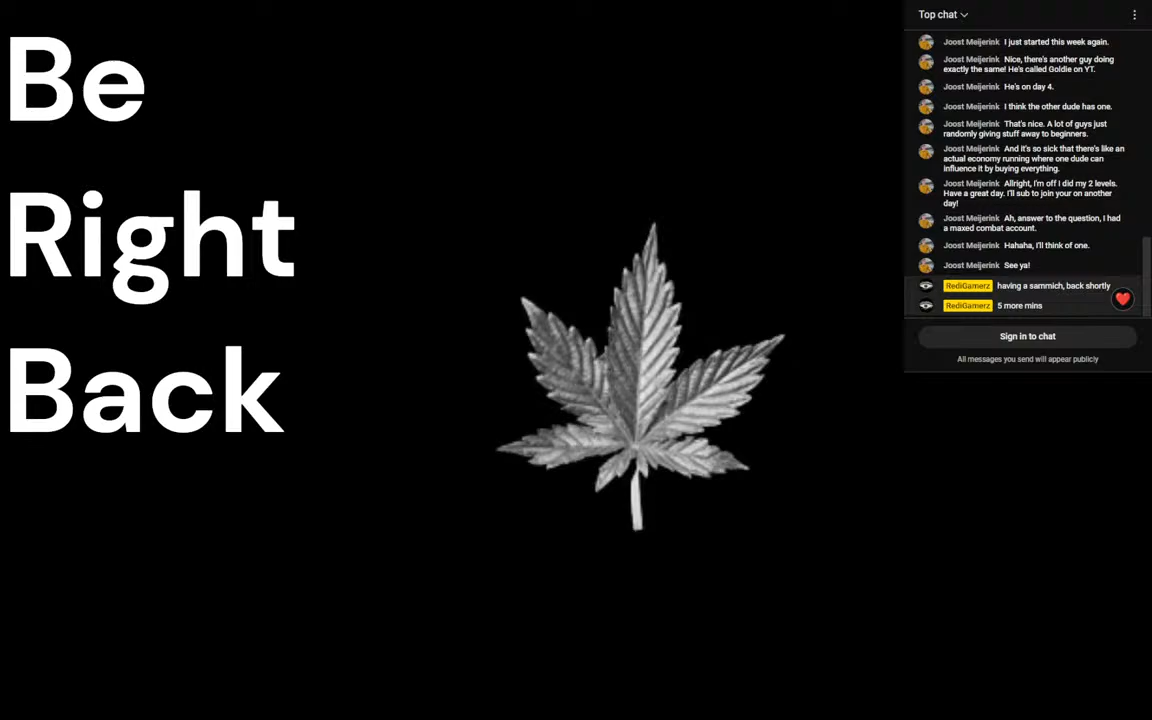 Be
Right
Back
Top chat
Joost Meijerink I just started this week again.
Joost Meijerink Nice, there's another guy doing
exactly the same! He's called Goldie on YT.
Joost Meijerink He's on day 4.
Joost Meijerink I think the other dude has one.
Joost Meijerink That's nice. A lot of guys just
randomly giving stuff away to beginners.
Joost Meijerink And it's so sick that there's like an
actual economy running where one dude can
influence it by buying everything.
Joost Meijerink Allright, I'm off I did my 2 levels.
Have a great day. I'll sub to join your on another
day!
Joost Meijerink Ah, answer to the question, I had
a maxed combat account.
Joost Meijerink Hahaha, I'll think of one.
Joost Meijerink See ya!
RediGamerz having a sammich, back shortly
RediGamerz 5 more mins
Sign in to chat
All messages you send will appear publicly